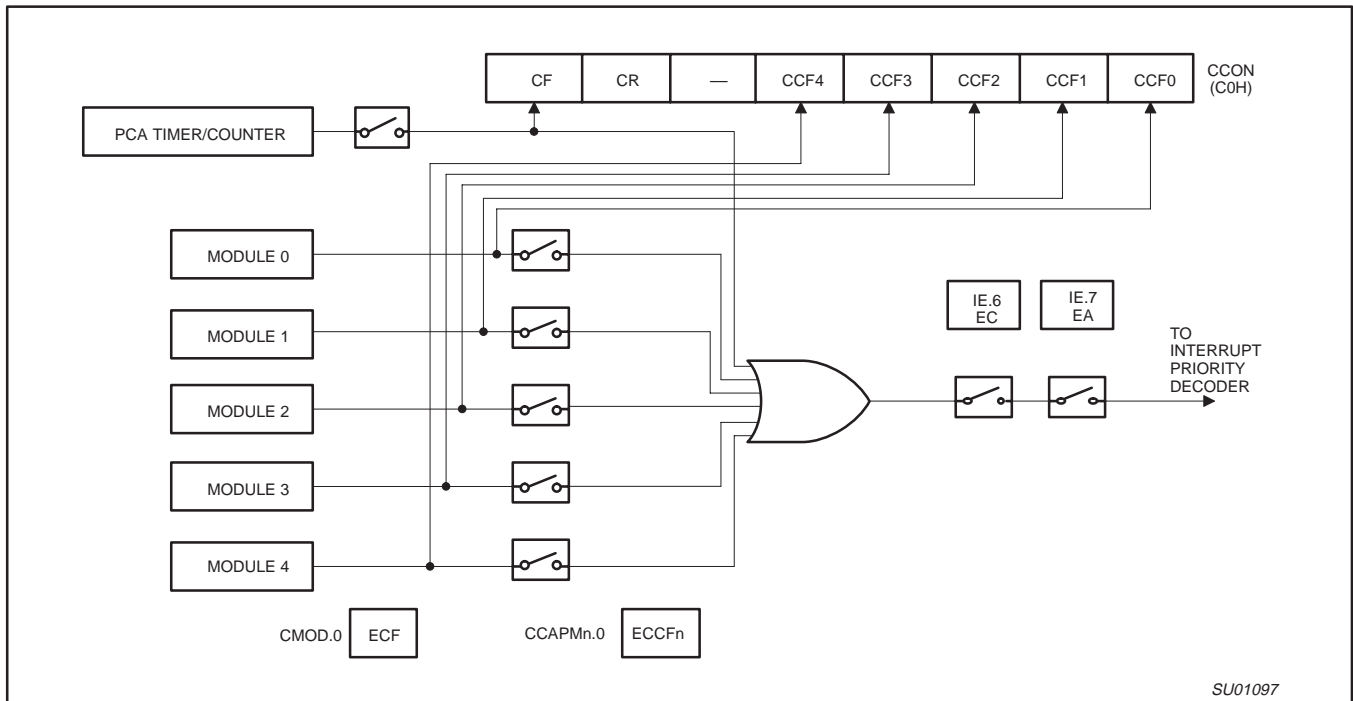 CF CR — CCF4 CCF3 CCF2 CCF1 CCF0
CCON
(C0H)
PCA TIMER/COUNTER
MODULE 0
MODULE 1
MODULE 2
MODULE 3
MODULE 4
IE.6
EC
IE.7
EA
TO
INTERRUPT
PRIORITY
DECODER
CMOD.0 ECF
CCAPMn.0 ECCFn
SU01097